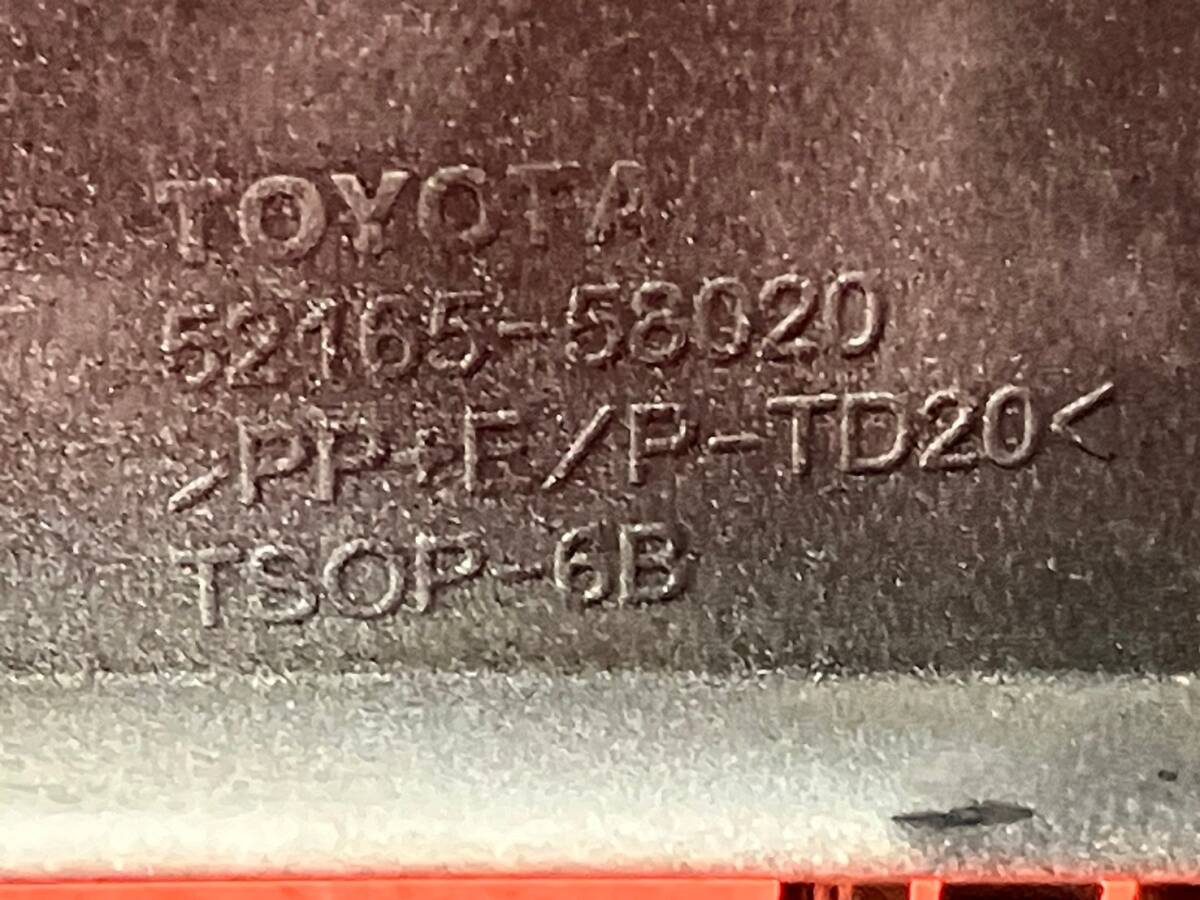 TOYOTA
52165-58020
>PP+E/P-TD20<
TSOP-6B